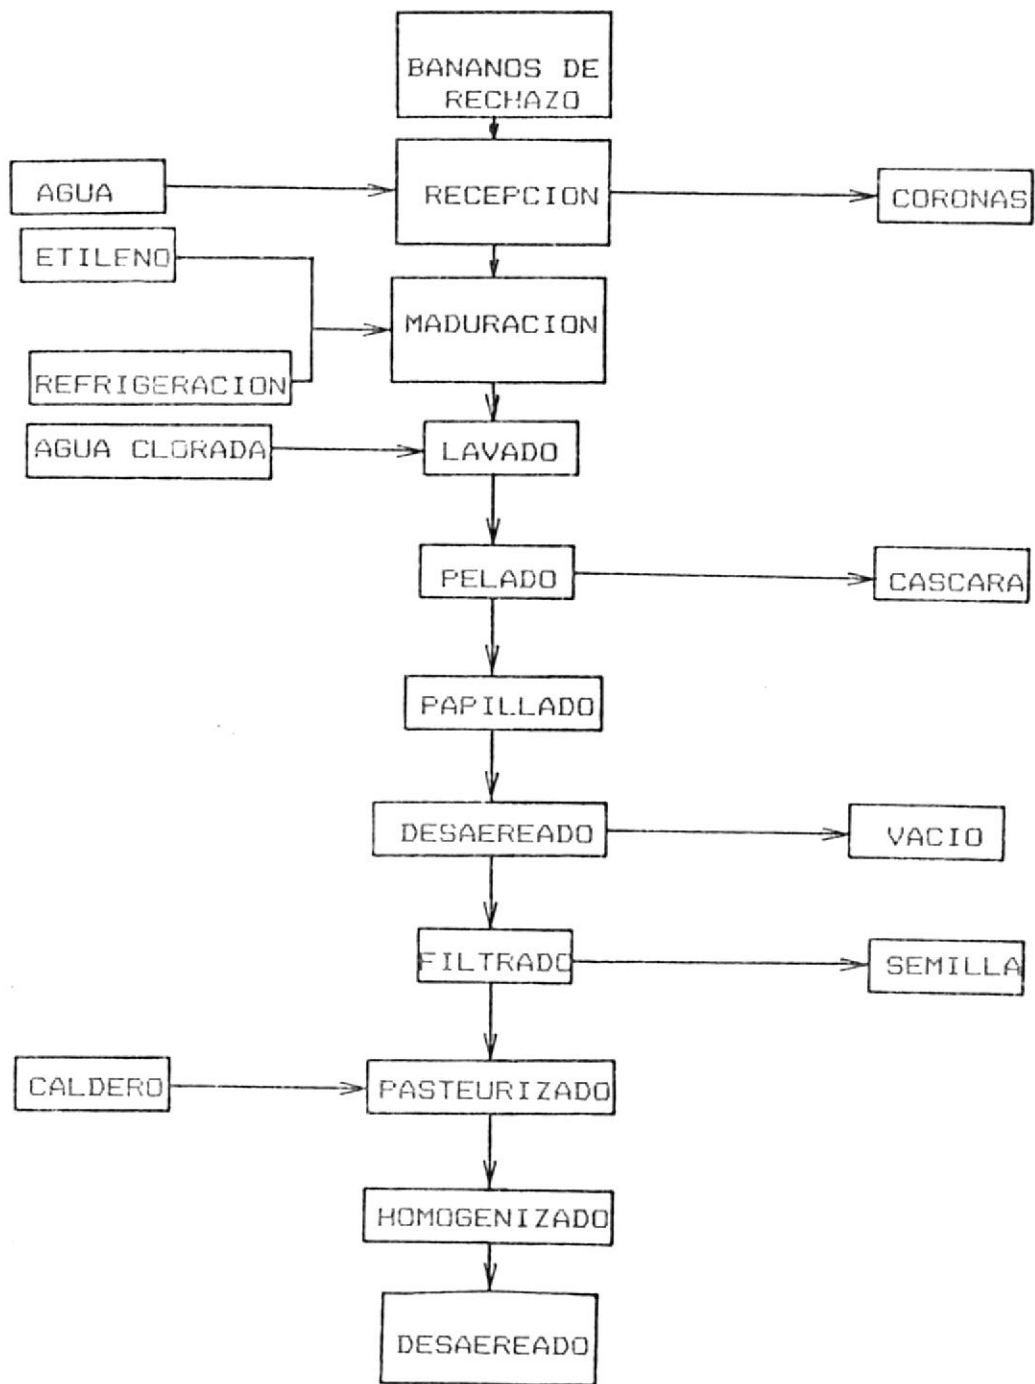 BANANOS DE
RECHAZO
AGUA
RECEPCION
CORONAS
ETILENO
MADURACION
REFRIGERACION
AGUA CLORADA
LAVADO
PELADO
CASCARA
PAPILLADO
DESAEREADO
VACIO
FILTRADO
SEMILLA
CALDERO
PASTEURIZADO
HOMOGENIZADO
DESAEREADO